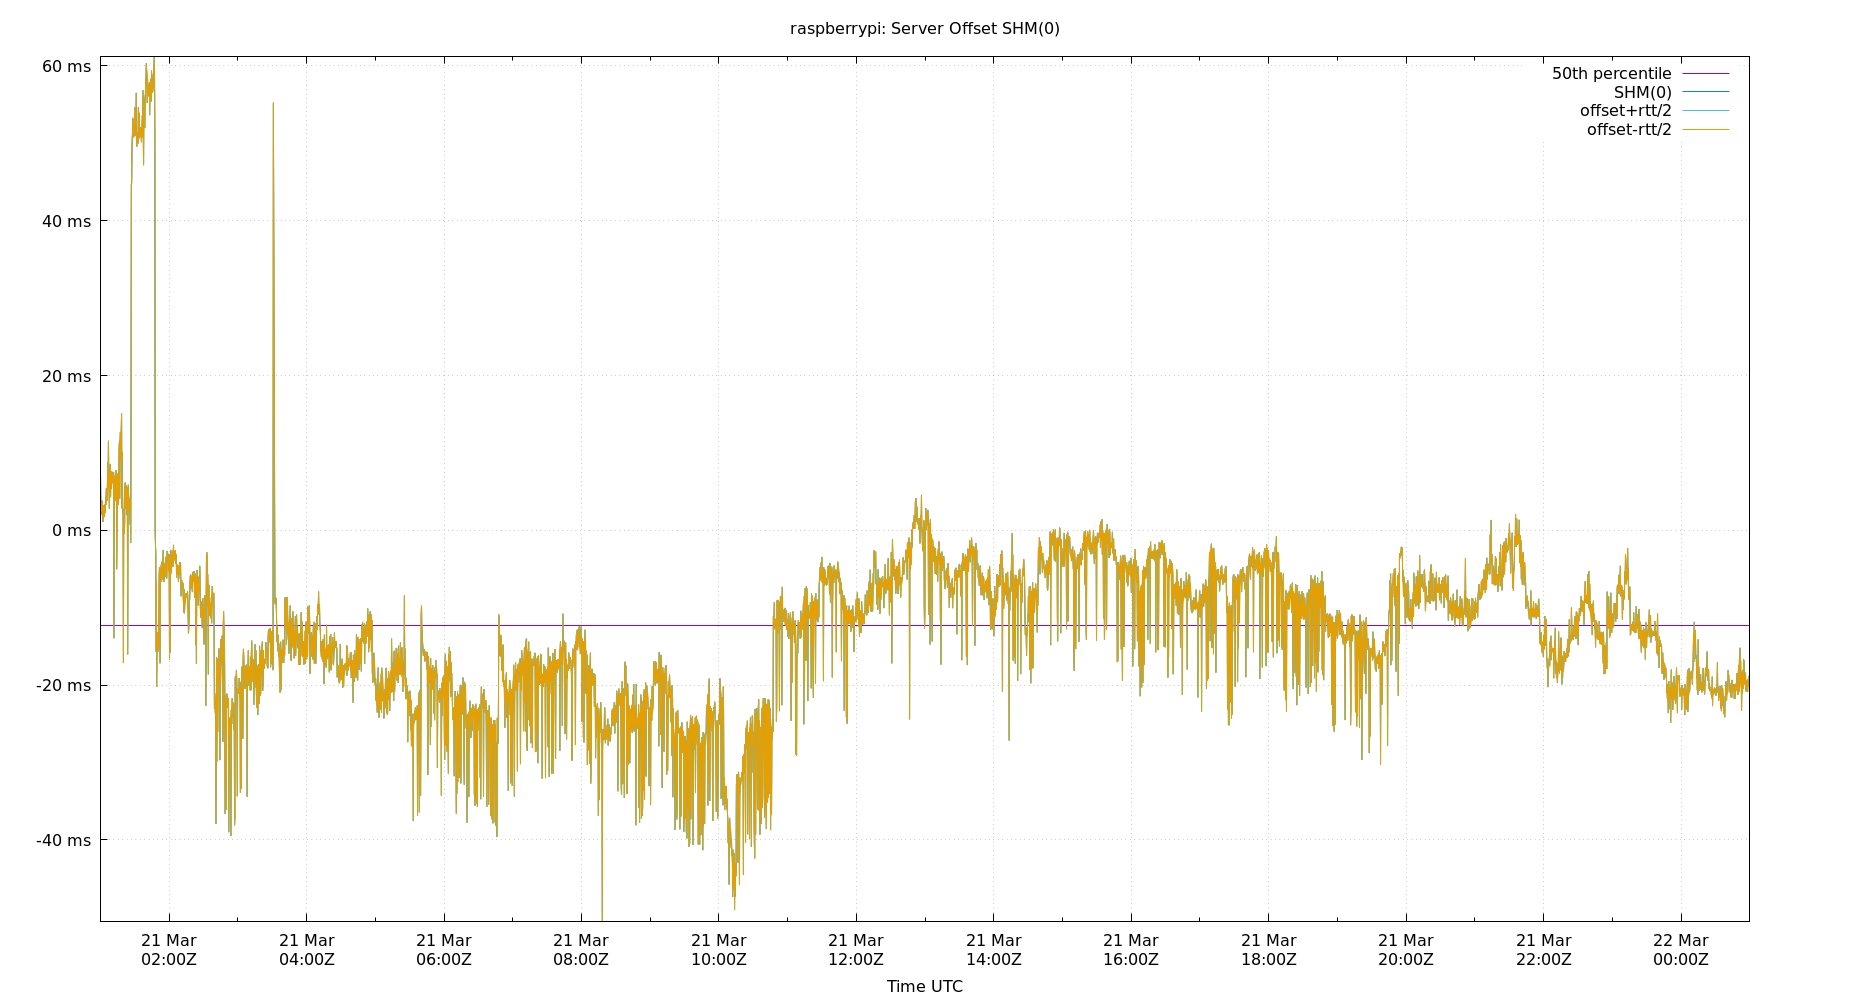 raspberrypi: Server Offset SHM(0)
60 ms
40 ms
20 ms
0 ms
-20 ms
-40 ms
50th percentile
SHM(0)
offset+rtt/2
offset-rtt/2
21 Mar 21 Mar 21 Mar 21 Mar 21 Mar 21 Mar 21 Mar 21 Mar 21 Mar 21 Mar 21 Mar 22 Mar
02:00Z 04:00Z 06:00Z 08:00Z 10:00Z 12:00Z 14:00Z 16:00Z 18:00Z 20:00Z 22:00Z 00:00Z
Time UTC